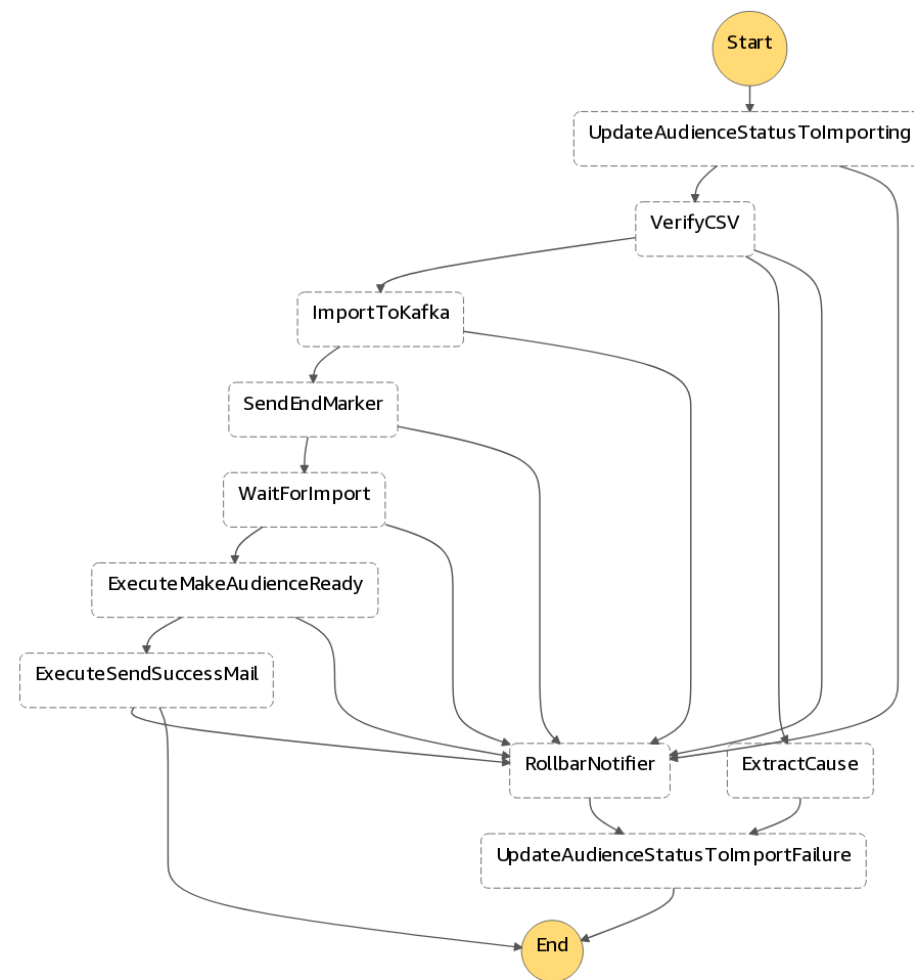 Start
UpdateAudienceStatusToImporting
VerifyCSV
ImportToKafka
SendEndMarker
WaitForImport
ExecuteMakeAudienceReady
ExecuteSendSuccessMail
RollbarNotifier
ExtractCause
UpdateAudienceStatusToImportFailure
End